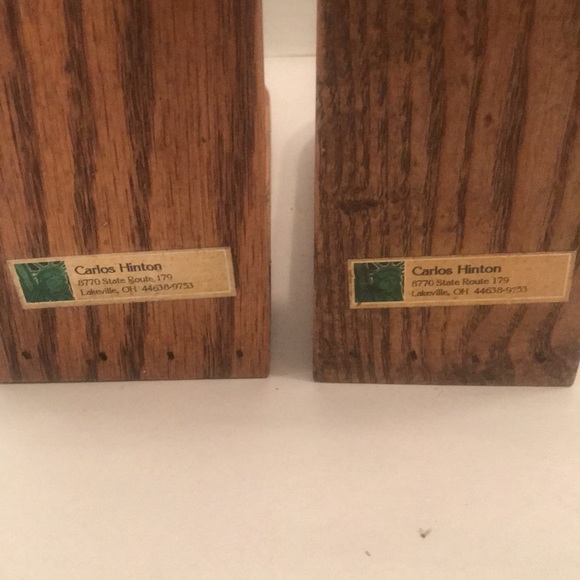 Carlos Hinton
8770 State Route 179
Lakeville, OH 44638-9753
Carlos Hinton
8770 State Route 179
Lakeville, OH 44638-9753